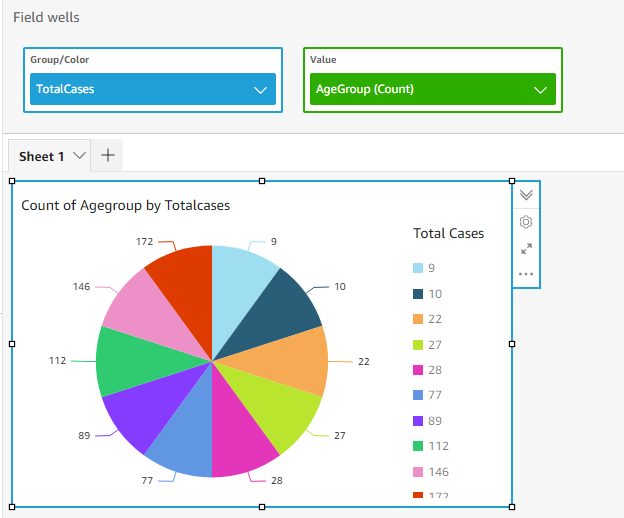 Field wells
Group/Color
Value
TotalCases
AgeGroup (Count)
Sheet 1
Count of Agegroup by Totalcases
Total Cases
172
9
146
10
112
22
89
27
77
28
9
10
22
27
28
77
89
112
146
172